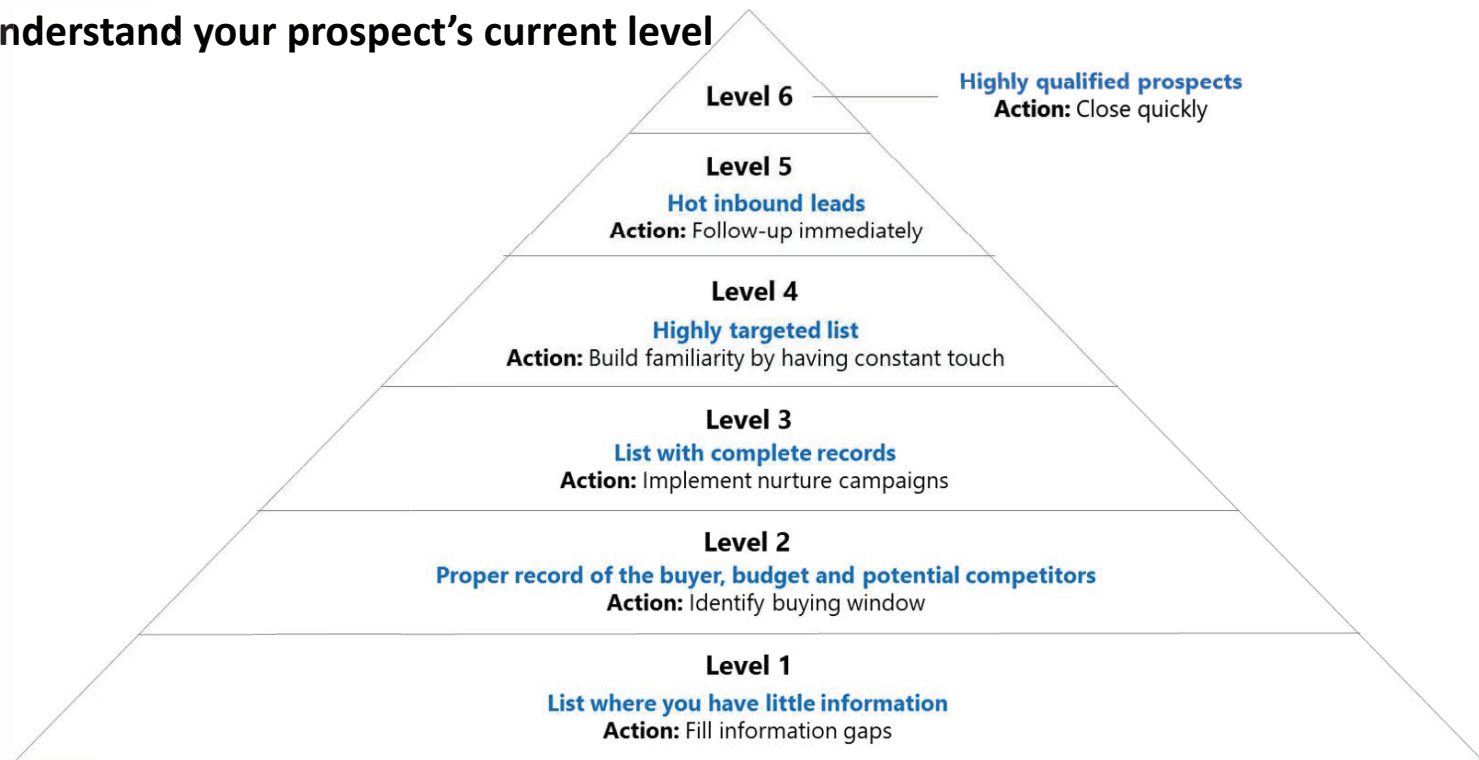 nderstand your prospect’s current level
Level 6
Highly qualified prospects
Action: Close quickly
Level 5
Hot inbound leads
Action: Follow-up immediately
Level 4
Highly targeted list
Action: Build familiarity by having constant touch
Level 3
List with complete records
Action: Implement nurture campaigns
Level 2
Proper record of the buyer, budget and potential competitors
Action: Identify buying window
Level 1
List where you have little information
Action: Fill information gaps